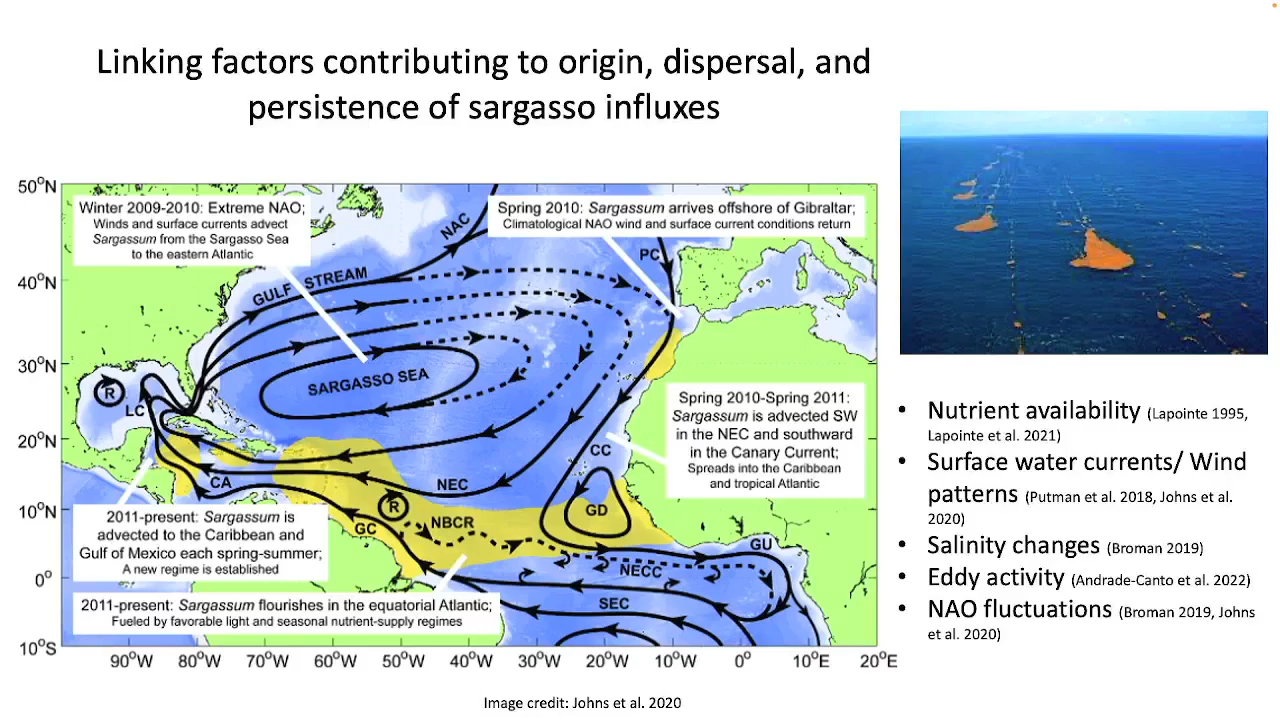 Linking factors contributing to origin, dispersal, and
persistence of sargasso influxes
50°N
40°N
30°N
20°N
10°N
0°
10°S
90°W
80°W
70°W
60°W
50°W
40°W
30°W
20°W
10°W
0°
10°E
20°E
Winter 2009-2010: Extreme NAO;
Winds and surface currents advect
Sargassum from the Sargasso Sea
to the eastern Atlantic
Spring 2010: Sargassum arrives offshore of Gibraltar;
Climatological NAO wind and surface current conditions return
NAC
PC
GULF STREAM
SARGASSO SEA
R
LC
Spring 2010-Spring 2011:
Sargassum is advected SW
in the NEC and southward
in the Canary Current;
Spreads into the Caribbean
and tropical Atlantic
CC
CA
NEC
R
GD
NBCR
GC
GU
NECC
SEC
2011-present: Sargassum is
advected to the Caribbean and
Gulf of Mexico each spring-summer;
A new regime is established
2011-present: Sargassum flourishes in the equatorial Atlantic;
Fueled by favorable light and seasonal nutrient-supply regimes
Image credit: Johns et al. 2020
• Nutrient availability (Lapointe 1995,
Lapointe et al. 2021)
• Surface water currents/ Wind
patterns (Putman et al. 2018, Johns et al.
2020)
• Salinity changes (Broman 2019)
• Eddy activity (Andrade-Canto et al. 2022)
• NAO fluctuations (Broman 2019, Johns
et al. 2020)